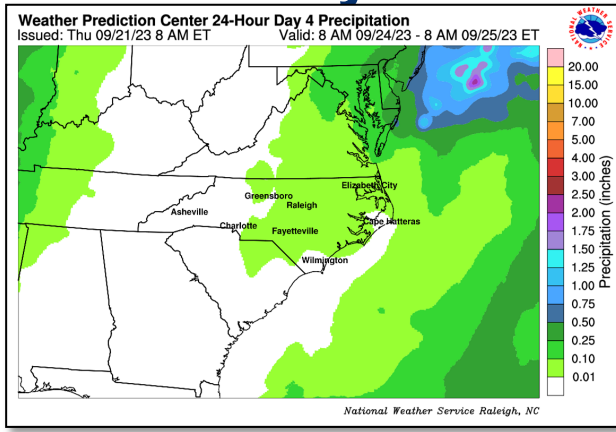 Weather Prediction Center 24-Hour Day 4 Precipitation
Issued: Thu 09/21/23 8 AM ET
Valid: 8 AM 09/24/23 - 8 AM 09/25/23 ET
NATIONAL WEATHER SERVICE
20.00
15.00
10.00
7.00
5.00
4.00
3.00
2.50
2.00
1.75
1.50
1.25
1.00
0.75
0.50
0.25
0.10
0.01
Precipitation (inches)
Elizabeth City
Greensboro
Raleigh
Asheville
Cape Hatteras
Charlotte
Fayetteville
Wilmington
National Weather Service Raleigh, NC